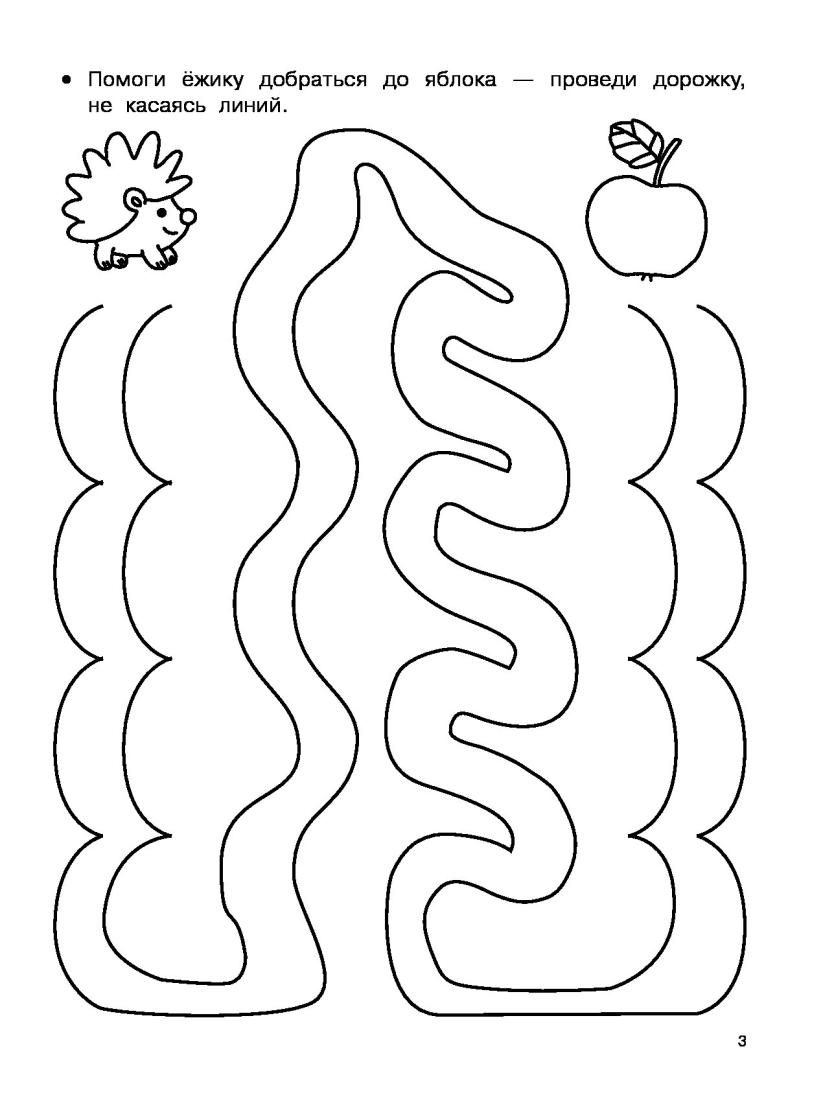 • Помоги ёжику добраться до яблока — проведи дорожку,
не касаясь линий.
3